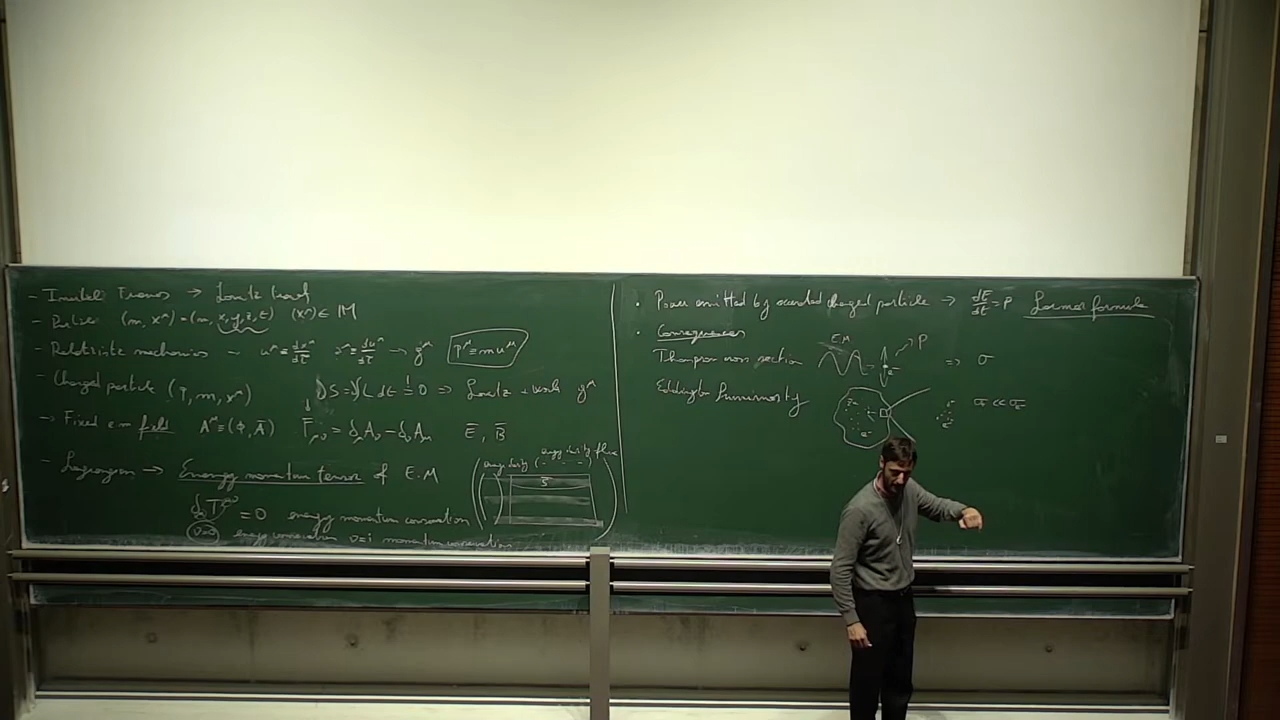 - Inertial Frames → Lorentz transf
- Particle (m, x^μ) = (m, x, y, z, t) (x^μ) ∈ M
- Relativistic mechanics ~ u^μ ≡ dx^μ/dτ a^μ ≡ du^μ/dτ → g^μ P^μ ≡ m u^μ
- Charged particle (q, m, x^μ) δS = δ∫L dt = 0 ⇒ Lorentz g^μ
→ Fixed e.m field A^μ = (ϕ, A̅) F_μν = ∂_μ A_ν - ∂_ν A_μ E̅, B̅
- Lagrangian → Energy momentum tensor of E.M
energy density energy density flux
S̅
∂_μ T^μν = 0 energy momentum conservation
ν=0 energy conservation ν=i momentum conservation
• Power emitted by accelerated charged particle → dE/dt = P Larmor formula
• Consequences
Thompson cross section E.M e⁻ P ⇒ σ
Eddington Luminosity e⁻ e⁻